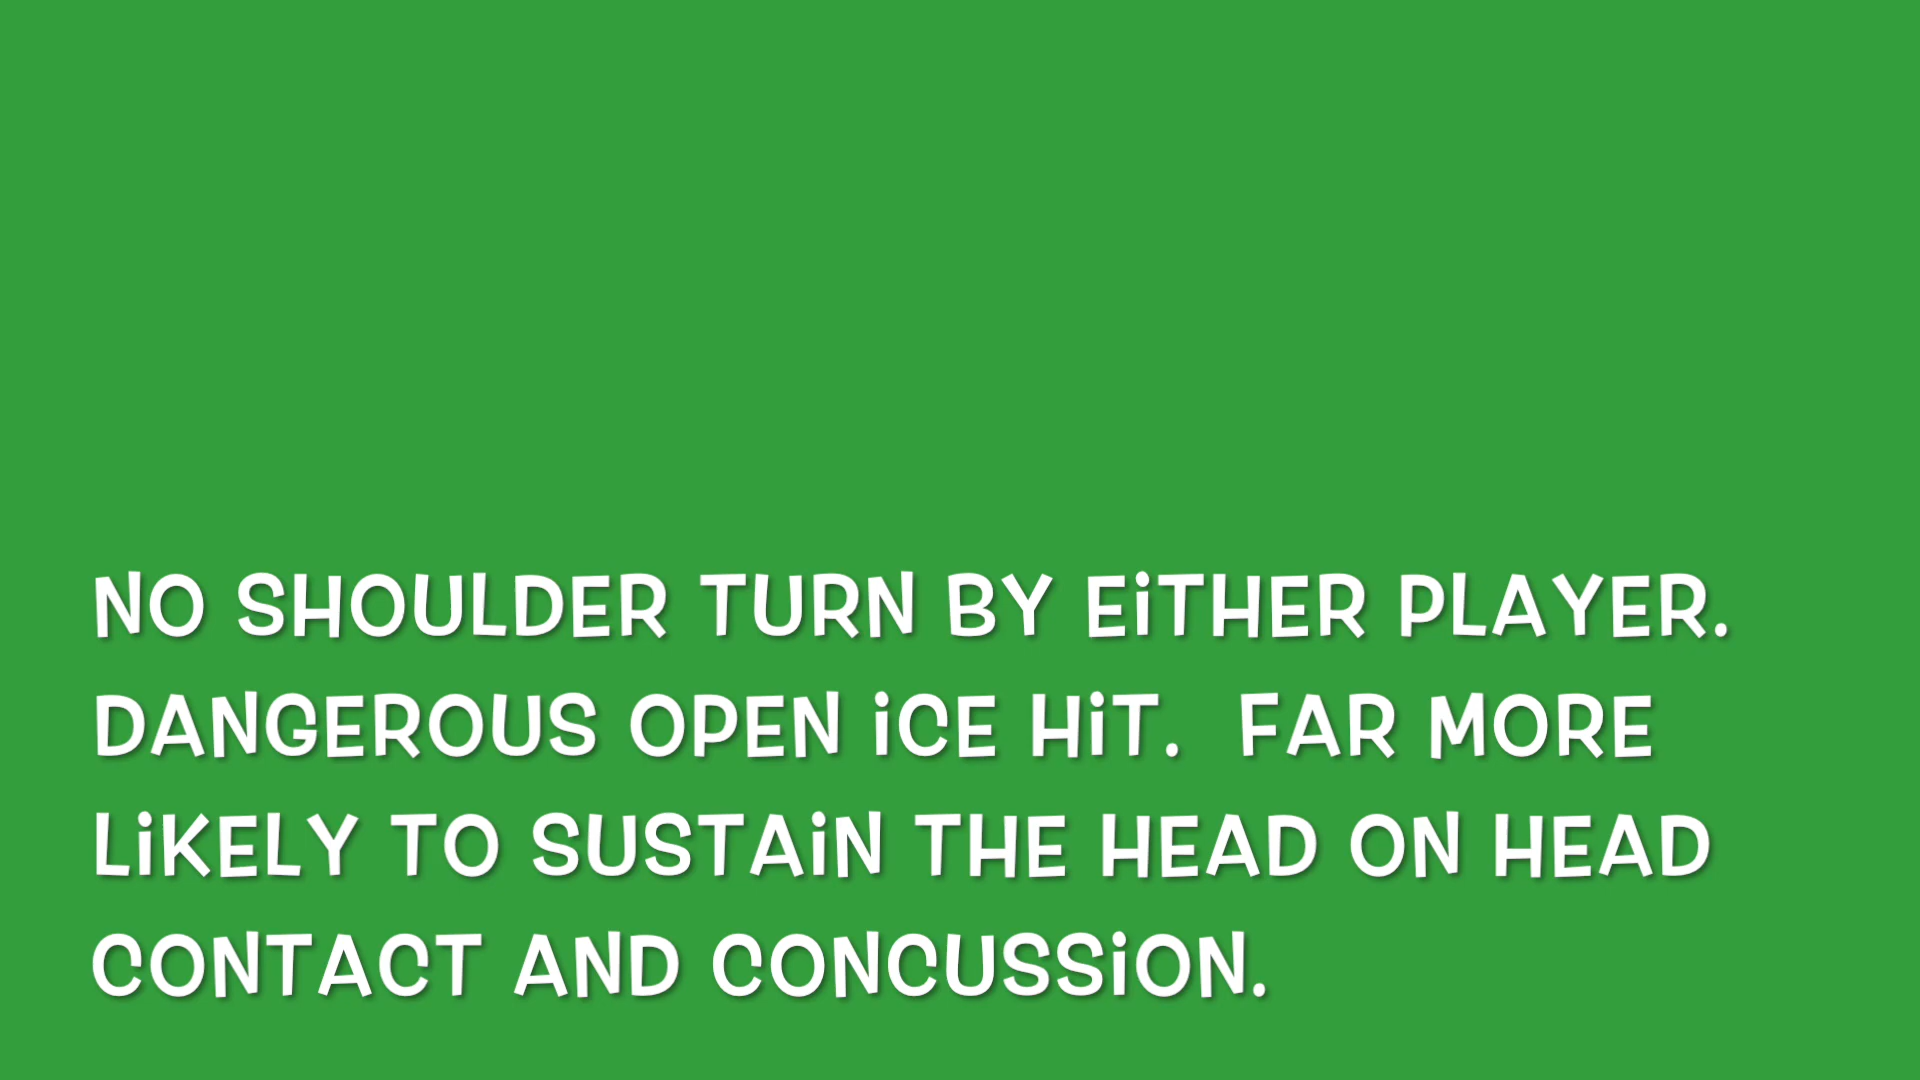 NO SHOULDER TURN BY EiTHER PLAYER.
DANGEROUS OPEN iCE HiT.  FAR MORE
LiKELY TO SUSTAiN THE HEAD ON HEAD
CONTACT AND CONCUSSiON.